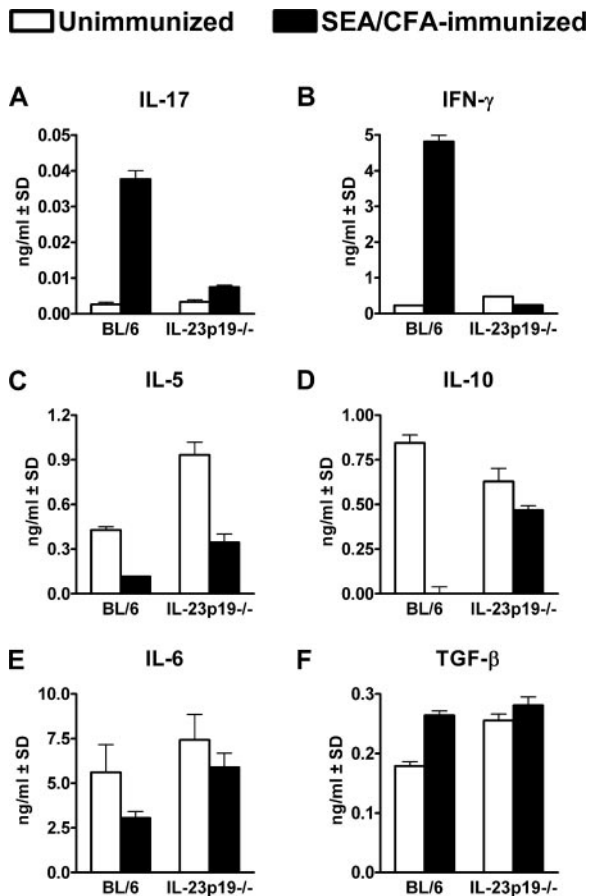 Unimmunized SEA/CFA-immunized
A IL-17
ng/ml ± SD
0.05
0.04
0.03
0.02
0.01
0.00
BL/6 IL-23p19-/-
B IFN-γ
ng/ml ± SD
5
4
3
2
1
0
BL/6 IL-23p19-/-
C IL-5
ng/ml ± SD
1.2
0.9
0.6
0.3
0.0
BL/6 IL-23p19-/-
D IL-10
ng/ml ± SD
1.00
0.75
0.50
0.25
0.00
BL/6 IL-23p19-/-
E IL-6
ng/ml ± SD
10.0
7.5
5.0
2.5
0.0
BL/6 IL-23p19-/-
F TGF-β
ng/ml ± SD
0.3
0.2
0.1
0.0
BL/6 IL-23p19-/-